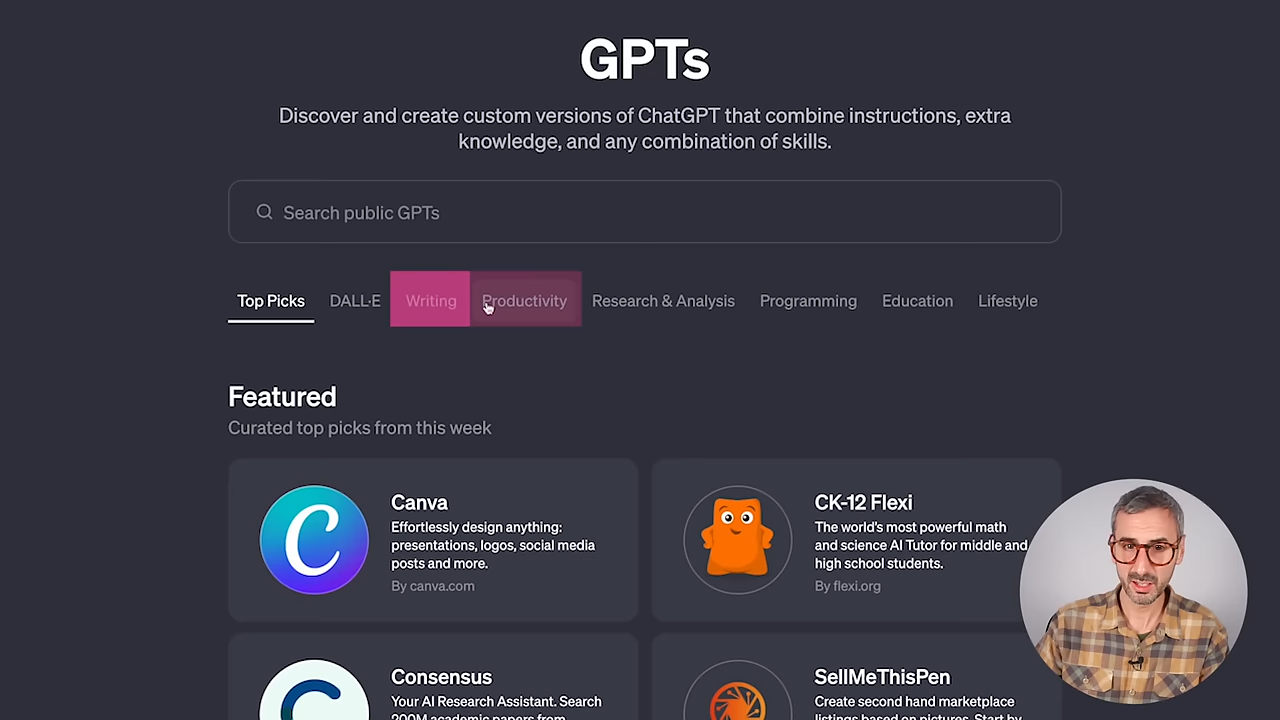 GPTs
Discover and create custom versions of ChatGPT that combine instructions, extra
knowledge, and any combination of skills.
Search public GPTs
Top Picks DALL·E Writing Productivity Research & Analysis Programming Education Lifestyle
Featured
Curated top picks from this week
C
Canva
Effortlessly design anything:
presentations, logos, social media
posts and more.
By canva.com
CK-12 Flexi
The world's most powerful math
and science AI Tutor for middle and
high school students.
By flexi.org
Consensus
Your AI Research Assistant. Search
200M academic papers from
SellMeThisPen
Create second hand marketplace
listings based on pictures. Start by